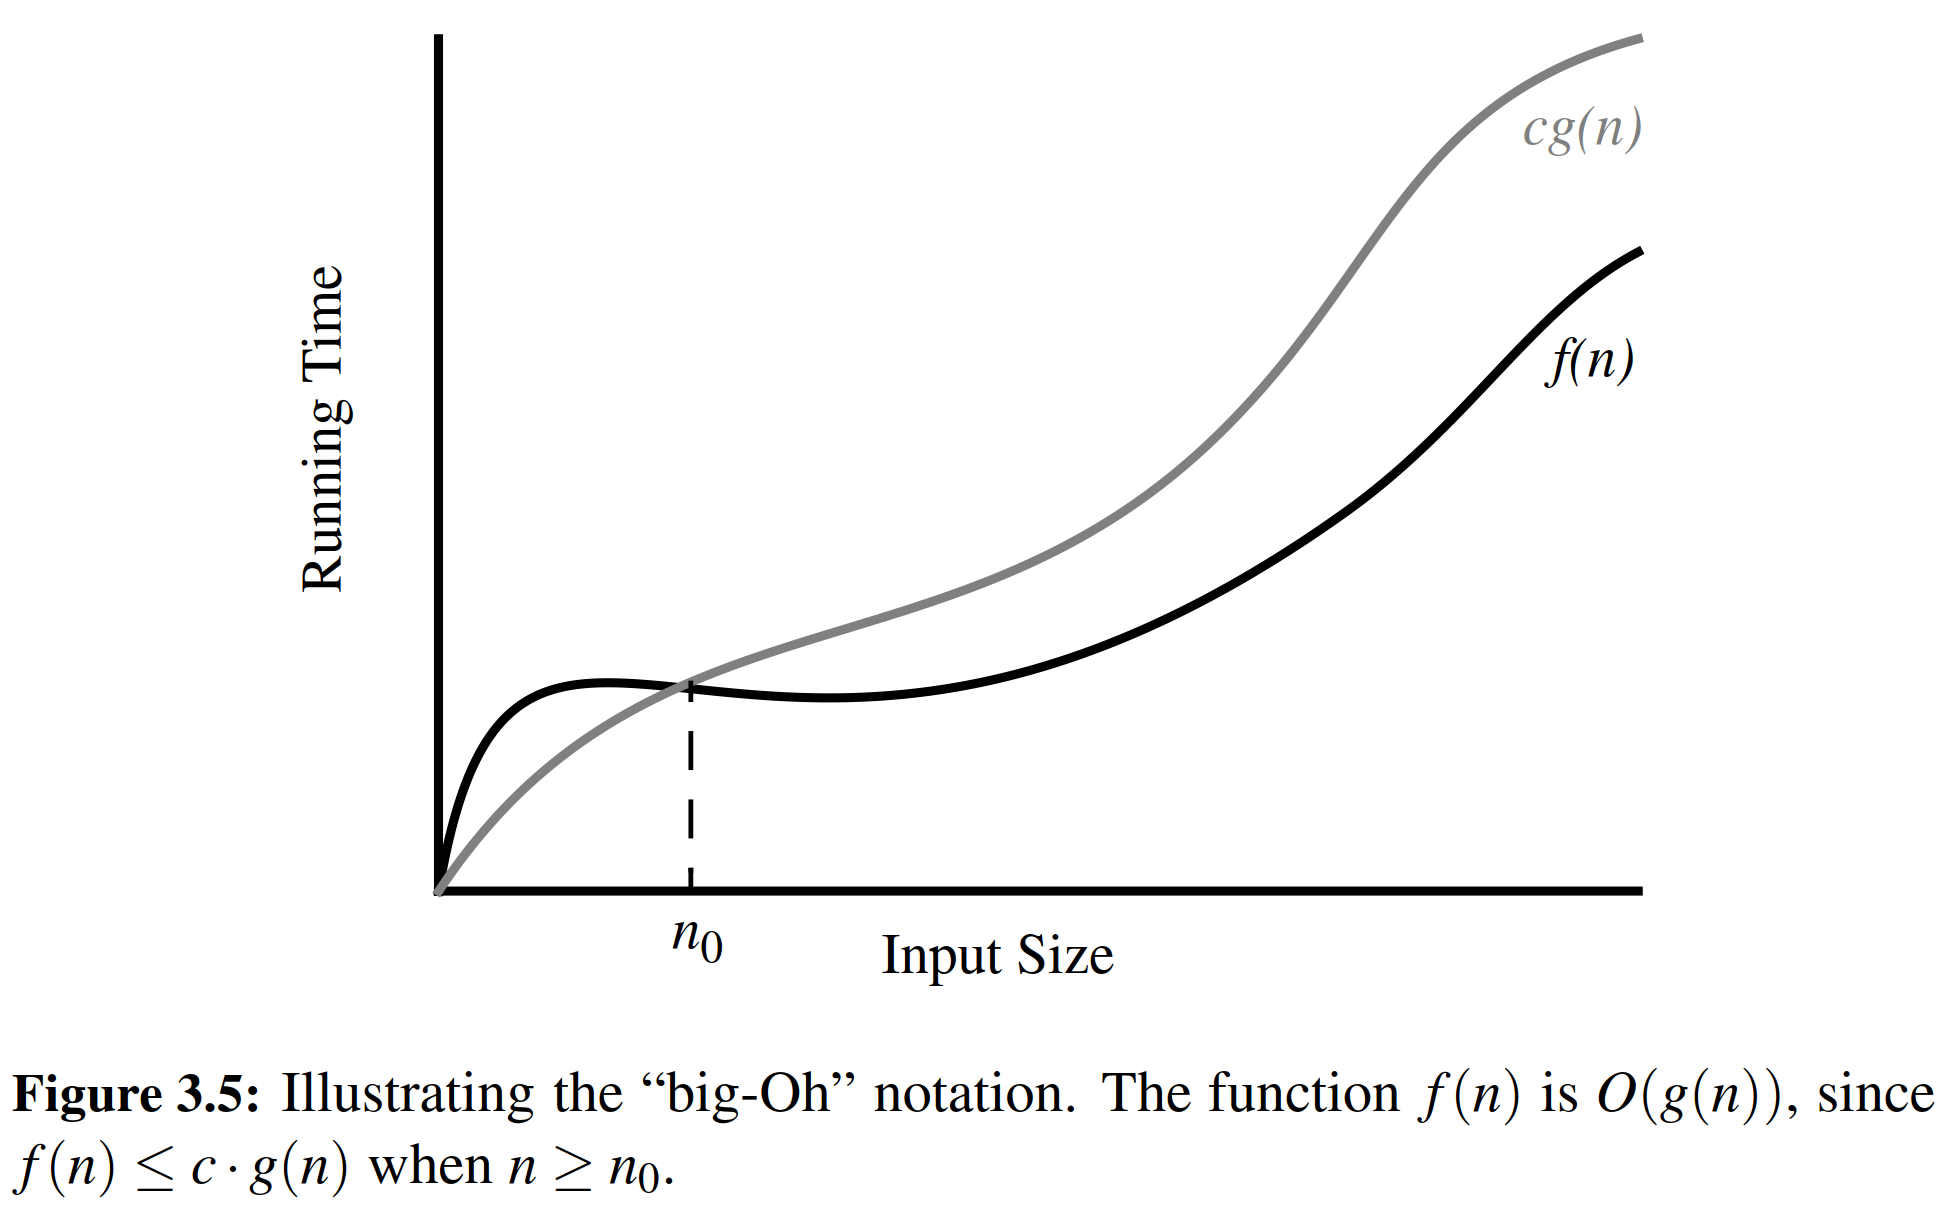 cg(n)
f(n)
Running Time
n₀
Input Size
Figure 3.5: Illustrating the “big-Oh” notation. The function f(n) is O(g(n)), since
f(n) ≤ c · g(n) when n ≥ n₀.